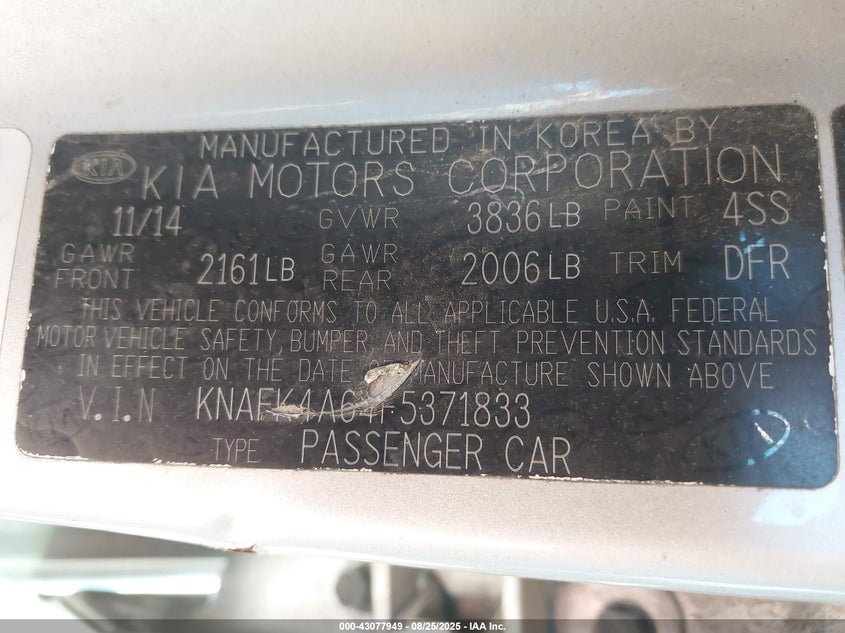 MANUFACTURED IN KOREA BY
KIA KIA MOTORS CORPORATION
11/14 GVWR 3836LB PAINT 4SS
GAWR FRONT 2161LB GAWR REAR 2006LB TRIM DFR
THIS VEHICLE CONFORMS TO ALL APPLICABLE U.S.A. FEDERAL
MOTOR VEHICLE SAFETY, BUMPER AND THEFT PREVENTION STANDARDS
IN EFFECT ON THE DATE MANUFACTURE SHOWN ABOVE
V.I.N KNAFK4A64F5371833
TYPE PASSENGER CAR
000-43077949 - 08/25/2025 - IAA Inc.